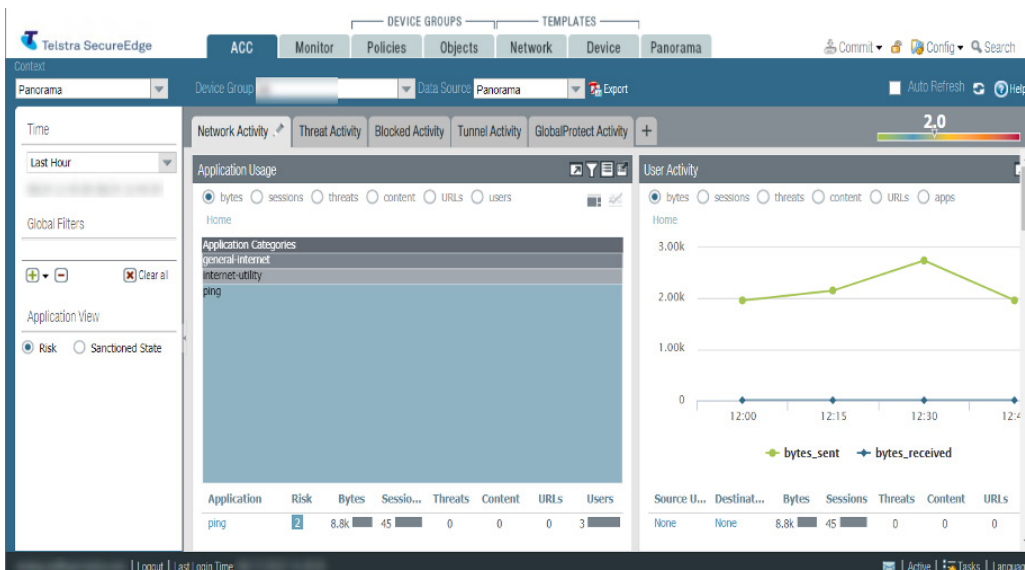 DEVICE GROUPS TEMPLATES
Telstra SecureEdge
ACC Monitor Policies Objects Network Device Panorama
Commit Config Search
Context
Panorama
Device Group
Data Source Panorama
Export
Auto Refresh
Help
Time
Last Hour
Global Filters
Clear all
Application View
Risk Sanctioned State
Network Activity Threat Activity Blocked Activity Tunnel Activity GlobalProtect Activity +
2.0
Application Usage
bytes sessions threats content URLs users
Home
Application Categories
general-internet
internet-utility
ping
Application Risk Bytes Sessio... Threats Content URLs Users
ping 2 8.8k 45 0 0 0 3
User Activity
bytes sessions threats content URLs apps
Home
3.00k
2.00k
1.00k
0
12:00 12:15 12:30 12:4
bytes_sent bytes_received
Source U... Destinat... Bytes Sessions Threats Content URLs
None None 8.8k 45 0 0 0
Logout | Last Login Time:
Active | Tasks | Languag